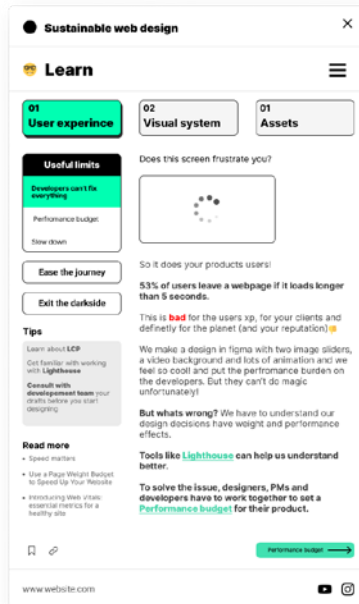 Sustainable web design
Learn
01
User experince
02
Visual system
01
Assets
Useful limits
Developers can't fix
everything
Perfromance budget
Slow down
Ease the journey
Exit the darkside
Tips
Learn about LCP
Get familiar with working
with Lighthouse
Consult with
developement team your
drafts before you start
designing
Read more
Speed matters
Use a Page Weight Budget
to Speed Up Your Website
Introducing Web Vitals:
essential metrics for a
healthy site
Does this screen frustrate you?
So it does your products users!
53% of users leave a webpage if it loads longer
than 5 seconds.
This is bad for the users xp, for your clients and
definetly for the planet (and your reputation)
We make a design in figma with two image sliders,
a video background and lots of animation and we
feel so cool! and put the perfromance burden on
the developers. But they can't do magic
unfortunately!
But whats wrong? We have to understand our
design decisions have weight and performance
effects.
Tools like Lighthouse can help us understand
better.
To solve the issue, designers, PMs and
developers have to work together to set a
Performance budget for their product.
Performance budget
www.website.com